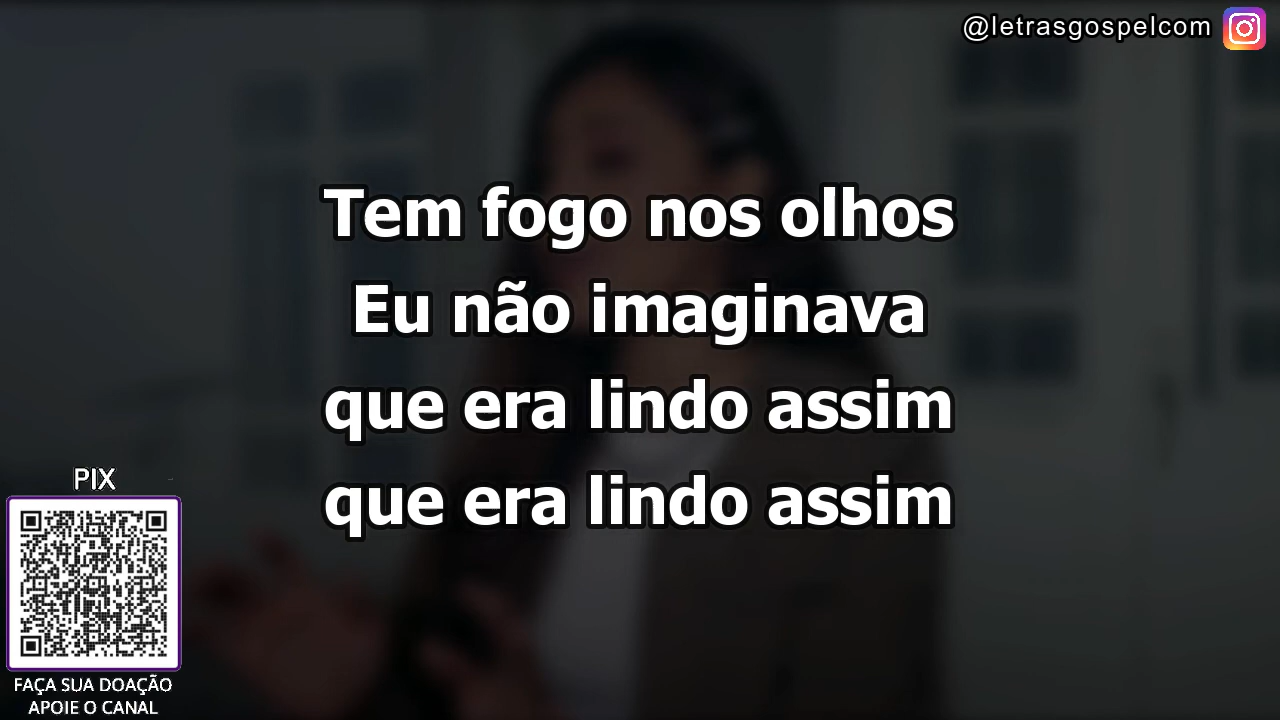 @letrasgospelcom
Tem fogo nos olhos
Eu não imaginava
que era lindo assim
que era lindo assim
PIX
FAÇA SUA DOAÇÃO
APOIE O CANAL